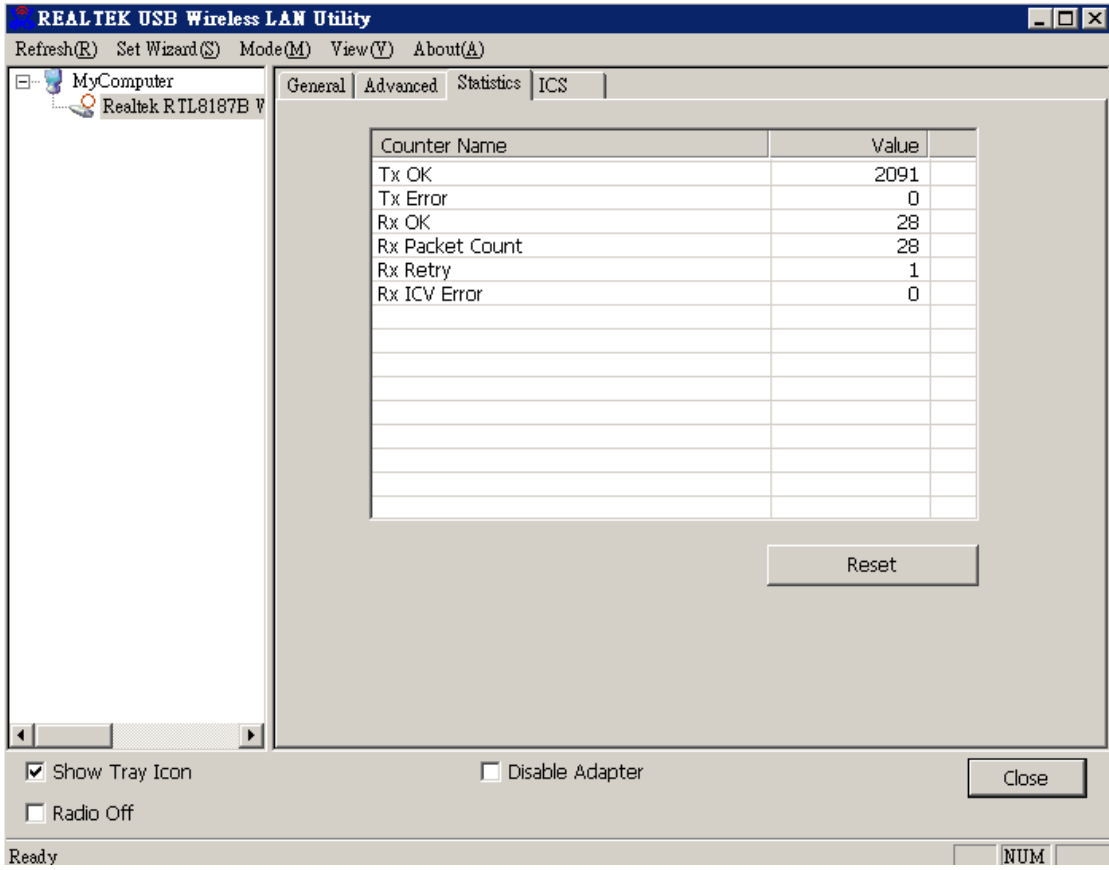 REALTEK USB Wireless LAN Utility
Refresh(R) Set Wizard(S) Mode(M) View(V) About(A)
MyComputer
Realtek RTL8187B W
General Advanced Statistics ICS
Counter Name Value
Tx OK 2091
Tx Error 0
Rx OK 28
Rx Packet Count 28
Rx Retry 1
Rx ICV Error 0
Reset
Show Tray Icon Disable Adapter Close
Radio Off
Ready NUM